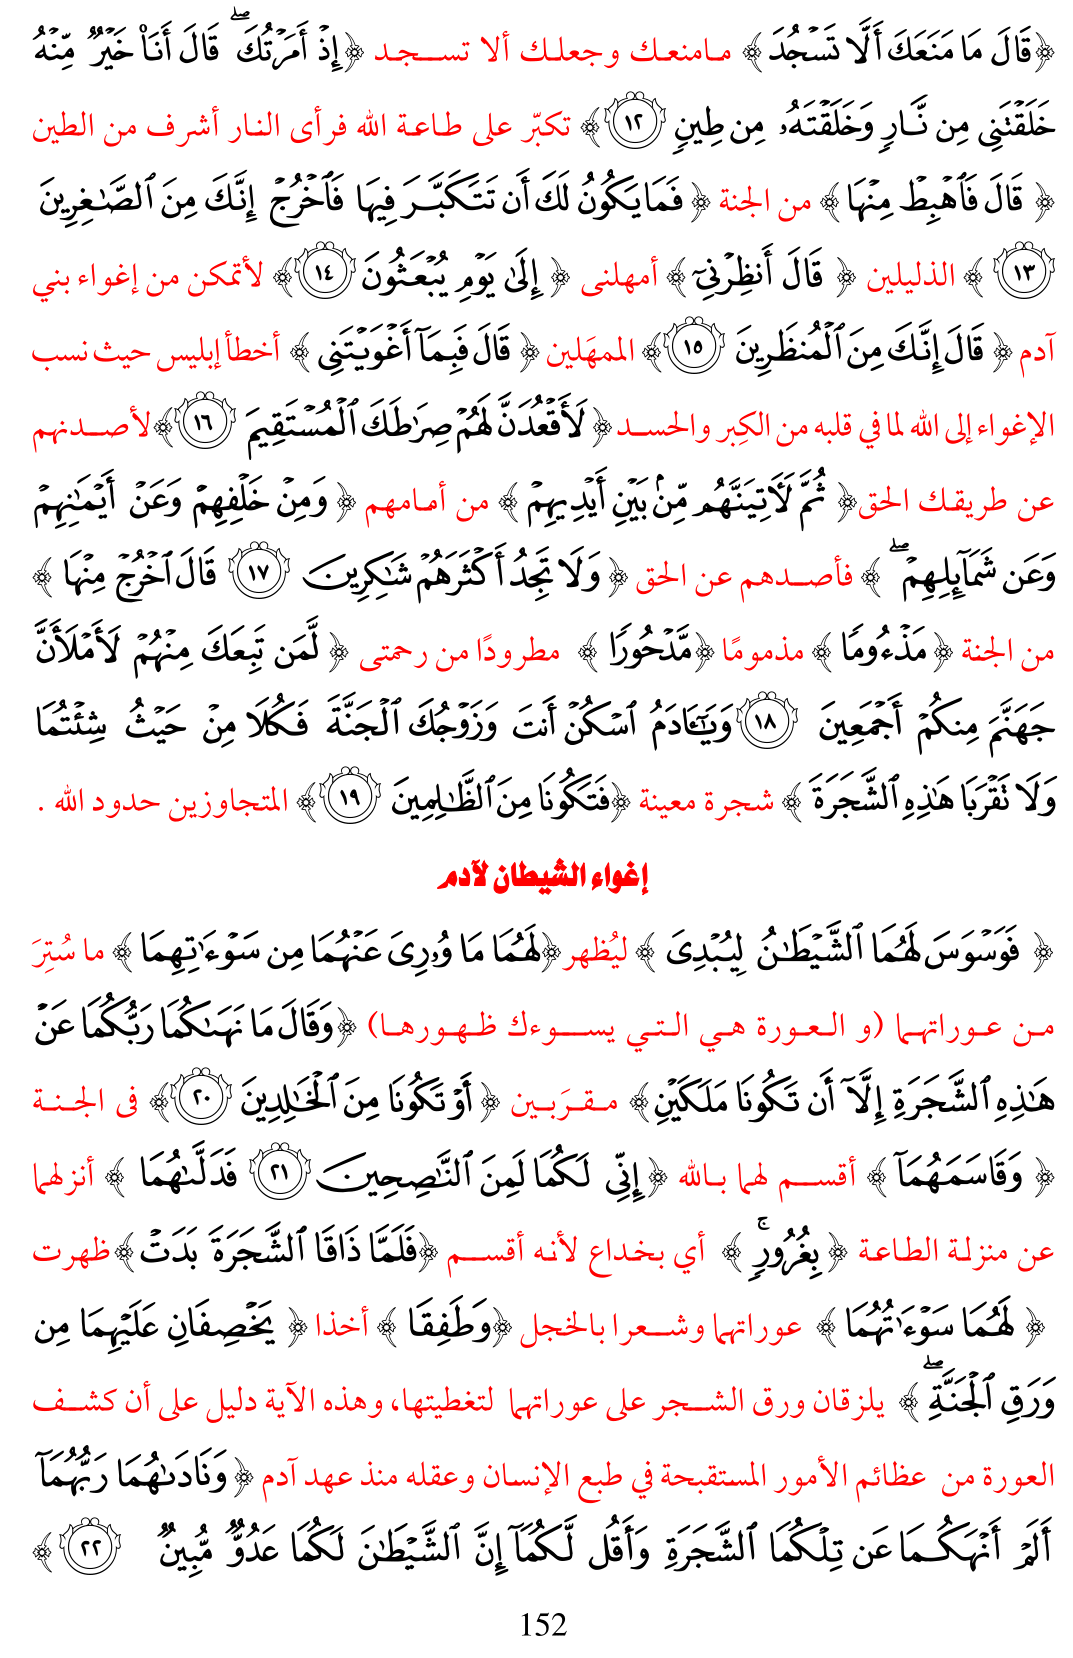 ﴿قَالَ مَا مَنَعَكَ أَلَّا تَسْجُدَ﴾ مامنعك وجعلك ألا تسجد ﴿إِذْ أَمَرْتُكَ ۖ قَالَ أَنَا۠ خَيْرٌ مِّنْهُ
خَلَقْتَنِى مِن نَّارٍ وَخَلَقْتَهُۥ مِن طِينٍ ١٢﴾ تكبّر على طاعة الله فرأى النار أشرف من الطين
﴿ قَالَ فَٱهْبِطْ مِنْهَا﴾ من الجنة ﴿ فَمَا يَكُونُ لَكَ أَن تَتَكَبَّرَ فِيهَا فَٱخْرُجْ إِنَّكَ مِنَ ٱلصَّـٰغِرِينَ
١٣ ﴾ الذليلين ﴿ قَالَ أَنظِرْنِىٓ﴾ أمهلنى ﴿ إِلَىٰ يَوْمِ يُبْعَثُونَ ١٤﴾ لأتمكن من إغواء بني
آدم ﴿ قَالَ إِنَّكَ مِنَ ٱلْمُنظَرِينَ ١٥﴾ الممهَلين ﴿ قَالَ فَبِمَآ أَغْوَيْتَنِى ﴾ أخطأ إبليس حيث نسب
الإغواء إلى الله لما في قلبه من الكِبر والحسد ﴿ لَأَقْعُدَنَّ لَهُمْ صِرَٰطَكَ ٱلْمُسْتَقِيمَ ١٦﴾ لأصدنهم
عن طريقك الحق ﴿ ثُمَّ لَـَٔاتِيَنَّهُم مِّنۢ بَيْنِ أَيْدِيهِمْ ﴾ من أمامهم ﴿ وَمِنْ خَلْفِهِمْ وَعَنْ أَيْمَـٰنِهِمْ
وَعَن شَمَآئِلِهِمْ ۖ ﴾ فأصدهم عن الحق ﴿ وَلَا تَجِدُ أَكْثَرَهُمْ شَـٰكِرِينَ ١٧ قَالَ ٱخْرُجْ مِنْهَا ﴾
من الجنة ﴿ مَذْءُومًا ﴾ مذمومًا ﴿مَّدْحُورًا ﴾ مطرودًا من رحمتى ﴿ لَّمَن تَبِعَكَ مِنْهُمْ لَأَمْلَأَنَّ
جَهَنَّمَ مِنكُمْ أَجْمَعِينَ ١٨ وَيَـٰٓـَٔادَمُ ٱسْكُنْ أَنتَ وَزَوْجُكَ ٱلْجَنَّةَ فَكُلَا مِنْ حَيْثُ شِئْتُمَا
وَلَا تَقْرَبَا هَـٰذِهِ ٱلشَّجَرَةَ ﴾ شجرة معينة ﴿فَتَكُونَا مِنَ ٱلظَّـٰلِمِينَ ١٩﴾ المتجاوزين حدود الله .
إغواء الشيطان لآدم
﴿ فَوَسْوَسَ لَهُمَا ٱلشَّيْطَـٰنُ لِيُبْدِىَ ﴾ ليُظهر ﴿لَهُمَا مَا وُۥرِىَ عَنْهُمَا مِن سَوْءَٰتِهِمَا ﴾ ما سُتِرَ
من عوراتهما (و العورة هي التي يسوءك ظهورها) ﴿وَقَالَ مَا نَهَىٰكُمَا رَبُّكُمَا عَنْ
هَـٰذِهِ ٱلشَّجَرَةِ إِلَّآ أَن تَكُونَا مَلَكَيْنِ﴾ مقرَبين ﴿ أَوْ تَكُونَا مِنَ ٱلْخَـٰلِدِينَ ٢٠﴾ فى الجنة
﴿ وَقَاسَمَهُمَآ ﴾ أقسم لهما بالله ﴿إِنِّى لَكُمَا لَمِنَ ٱلنَّـٰصِحِينَ ٢١ فَدَلَّىٰهُمَا ﴾ أنزلهما
عن منزلة الطاعة ﴿ بِغُرُورٍ ۚ ﴾ أي بخداع لأنه أقسم ﴿فَلَمَّا ذَاقَا ٱلشَّجَرَةَ بَدَتْ﴾ ظهرت
﴿ لَهُمَا سَوْءَٰتُهُمَا ﴾ عوراتهما وشعرا بالخجل ﴿وَطَفِقَا ﴾ أخذا ﴿ يَخْصِفَانِ عَلَيْهِمَا مِن
وَرَقِ ٱلْجَنَّةِ ۖ ﴾ يلزقان ورق الشجر على عوراتهما لتغطيتها، وهذه الآية دليل على أن كشف
العورة من عظائم الأمور المستقبحة في طبع الإنسان وعقله منذ عهد آدم ﴿ وَنَادَىٰهُمَا رَبُّهُمَآ
أَلَمْ أَنْهَكُمَا عَن تِلْكُمَا ٱلشَّجَرَةِ وَأَقُل لَّكُمَآ إِنَّ ٱلشَّيْطَـٰنَ لَكُمَا عَدُوٌّ مُّبِينٌ ٢٢ ﴾
152